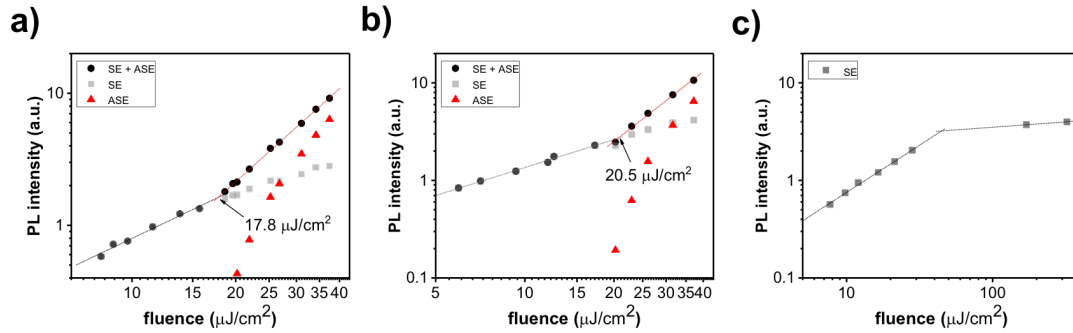 a)
SE + ASE
SE
ASE
10
1
PL intensity (a.u.)
17.8 μJ/cm²
10 15 20 25 30 35 40
fluence (μJ/cm²)
b)
SE + ASE
SE
ASE
10
1
0.1
PL intensity (a.u.)
20.5 μJ/cm²
5 10 15 20 25 30 35 40
fluence (μJ/cm²)
c)
SE
10
1
0.1
PL intensity (a.u.)
10 100
fluence (μJ/cm²)